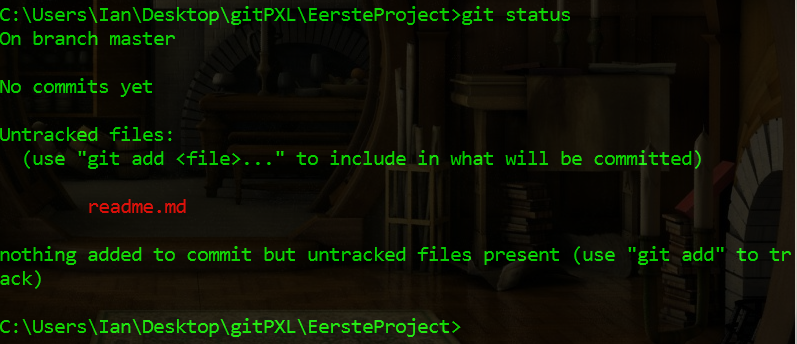 C:\Users\Ian\Desktop\gitPXL\EersteProject>git status
On branch master
No commits yet
Untracked files:
(use "git add <file>..." to include in what will be committed)
readme.md
nothing added to commit but untracked files present (use "git add" to tr
ack)
C:\Users\Ian\Desktop\gitPXL\EersteProject>